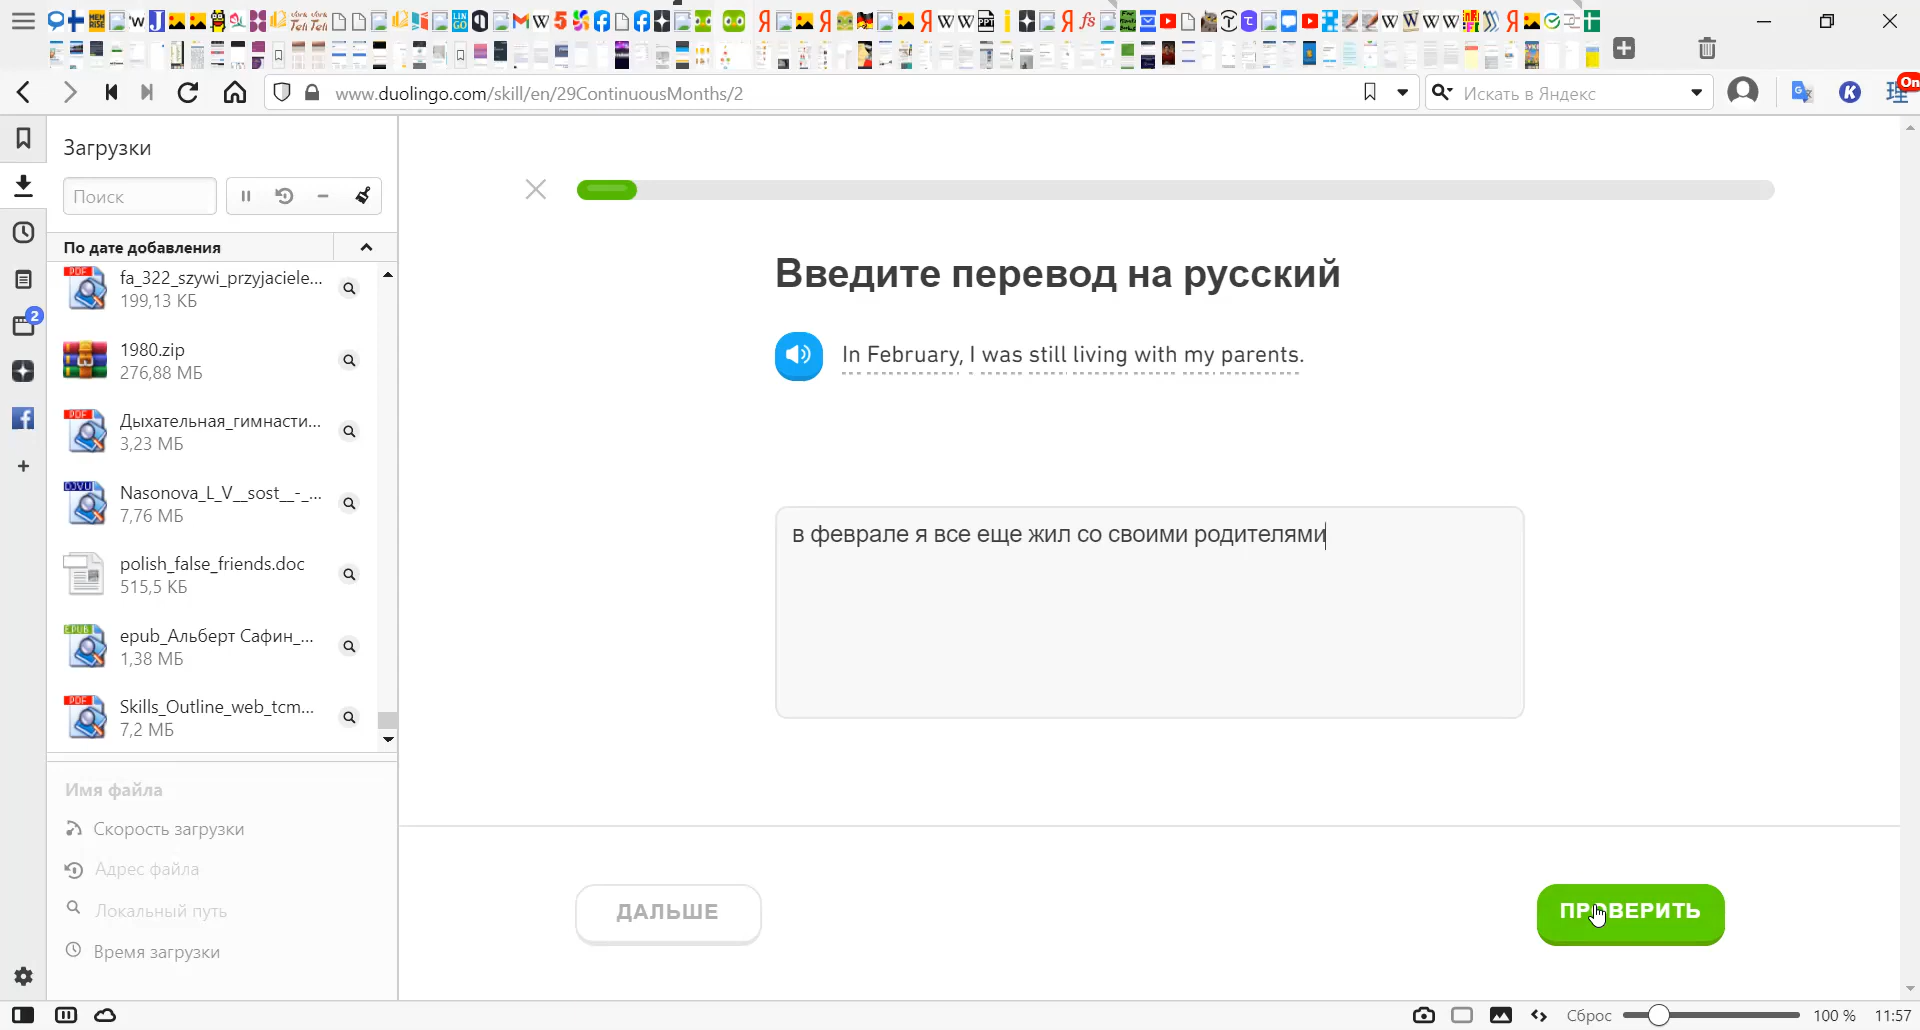 www.duolingo.com/skill/en/29ContinuousMonths/2
Искать в Яндекс
On
Загрузки
Поиск
По дате добавления
fa_322_szywi_przyjaciele...
199,13 КБ
1980.zip
276,88 МБ
Дыхательная_гимнасти...
3,23 МБ
Nasonova_L_V__sost__-_...
7,76 МБ
polish_false_friends.doc
515,5 КБ
epub_Альберт Сафин_...
1,38 МБ
Skills_Outline_web_tcm...
7,2 МБ
2
Имя файла
Скорость загрузки
Адрес файла
Локальный путь
Время загрузки
Введите перевод на русский
In February, I was still living with my parents.
в феврале я все еще жил со своими родителями
ДАЛЬШЕ
ПРОВЕРИТЬ
Сброс
100 %
11:57